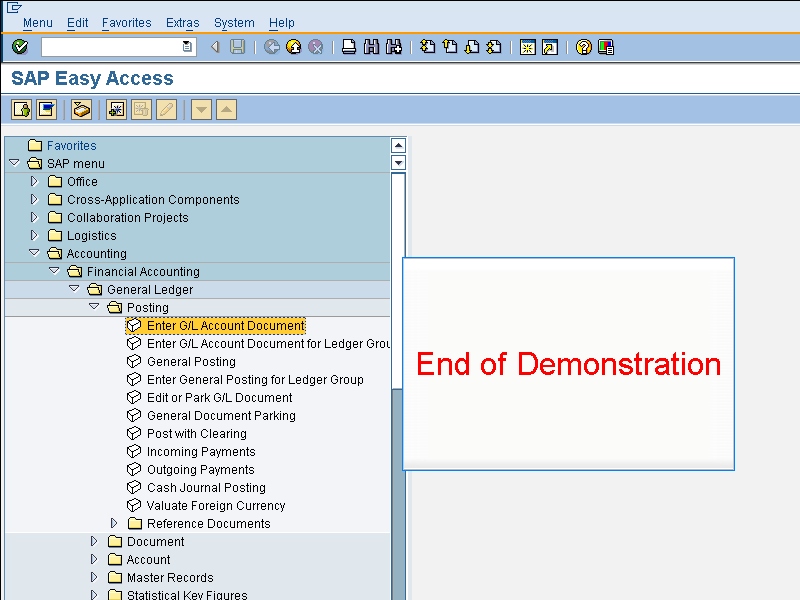 Menu Edit Favorites Extras System Help
SAP Easy Access
Favorites
SAP menu
Office
Cross-Application Components
Collaboration Projects
Logistics
Accounting
Financial Accounting
General Ledger
Posting
Enter G/L Account Document
Enter G/L Account Document for Ledger Grou
General Posting
Enter General Posting for Ledger Group
Edit or Park G/L Document
General Document Parking
Post with Clearing
Incoming Payments
Outgoing Payments
Cash Journal Posting
Valuate Foreign Currency
Reference Documents
Document
Account
Master Records
Statistical Key Figures
End of Demonstration